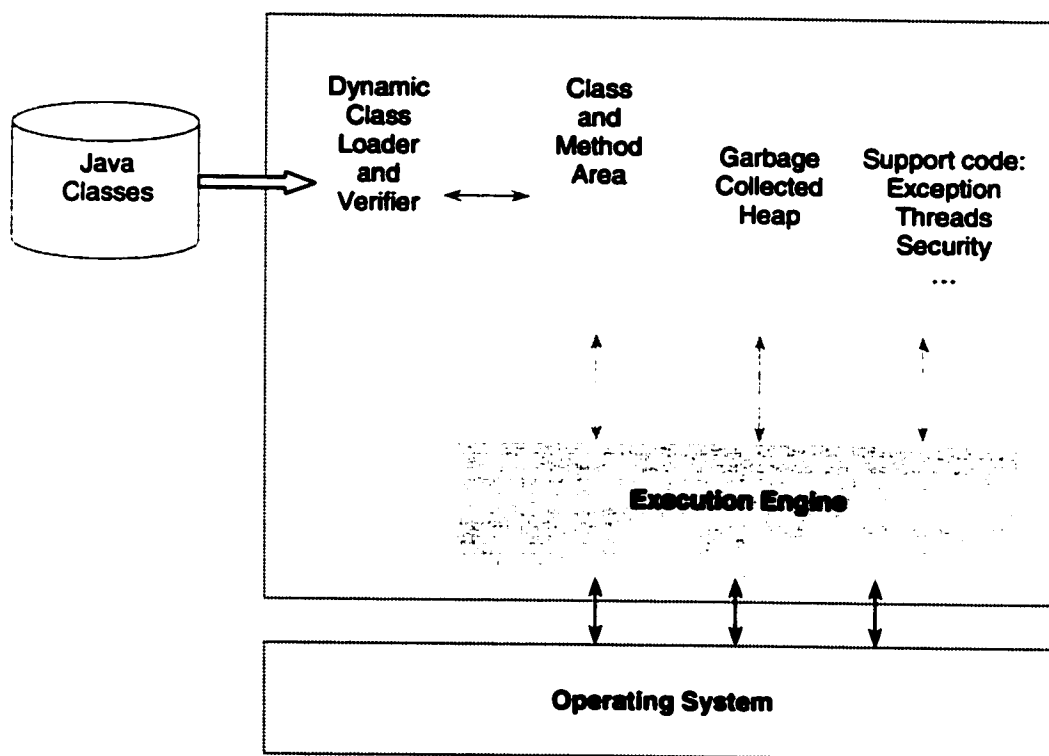 Java
Classes
Dynamic
Class
Loader
and
Verifier
Class
and
Method
Area
Garbage
Collected
Heap
Support code:
Exception
Threads
Security
...
Execution Engine
Operating System